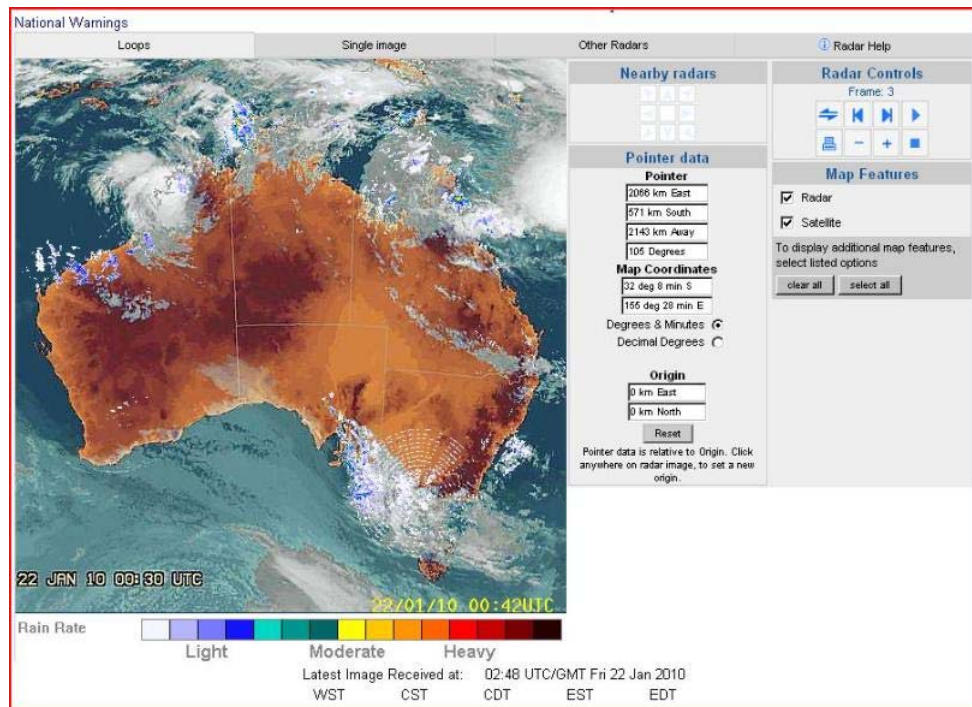 National Warnings
Loops
Single image
Other Radars
Radar Help
Nearby radars
Pointer data
Pointer
2066 km East
571 km South
2143 km Away
105 Degrees
Map Coordinates
32 deg 8 min S
155 deg 28 min E
Degrees & Minutes
Decimal Degrees
Origin
0 km East
0 km North
Reset
Pointer data is relative to Origin. Click
anywhere on radar image, to set a new
origin.
Radar Controls
Frame: 3
Map Features
Radar
Satellite
To display additional map features,
select listed options
clear all
select all
22 JAN 10 00:30 UTC
22/01/10 00:42UTC
Rain Rate
Light
Moderate
Heavy
Latest Image Received at: 02:48 UTC/GMT Fri 22 Jan 2010
WST CST CDT EST EDT